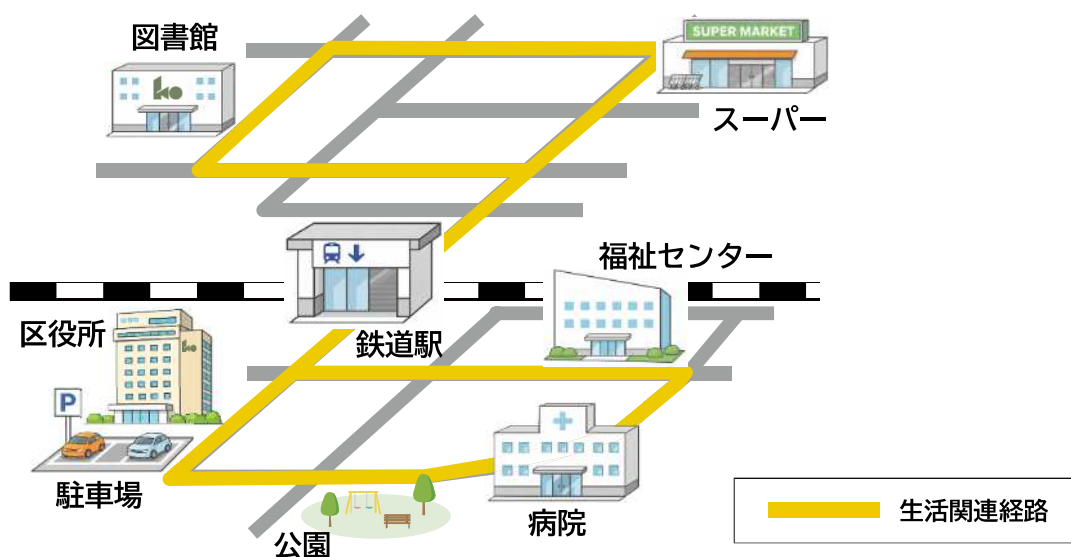 図書館
SUPER MARKET
スーパー
福祉センター
区役所
鉄道駅
P
駐車場
公園
病院
生活関連経路